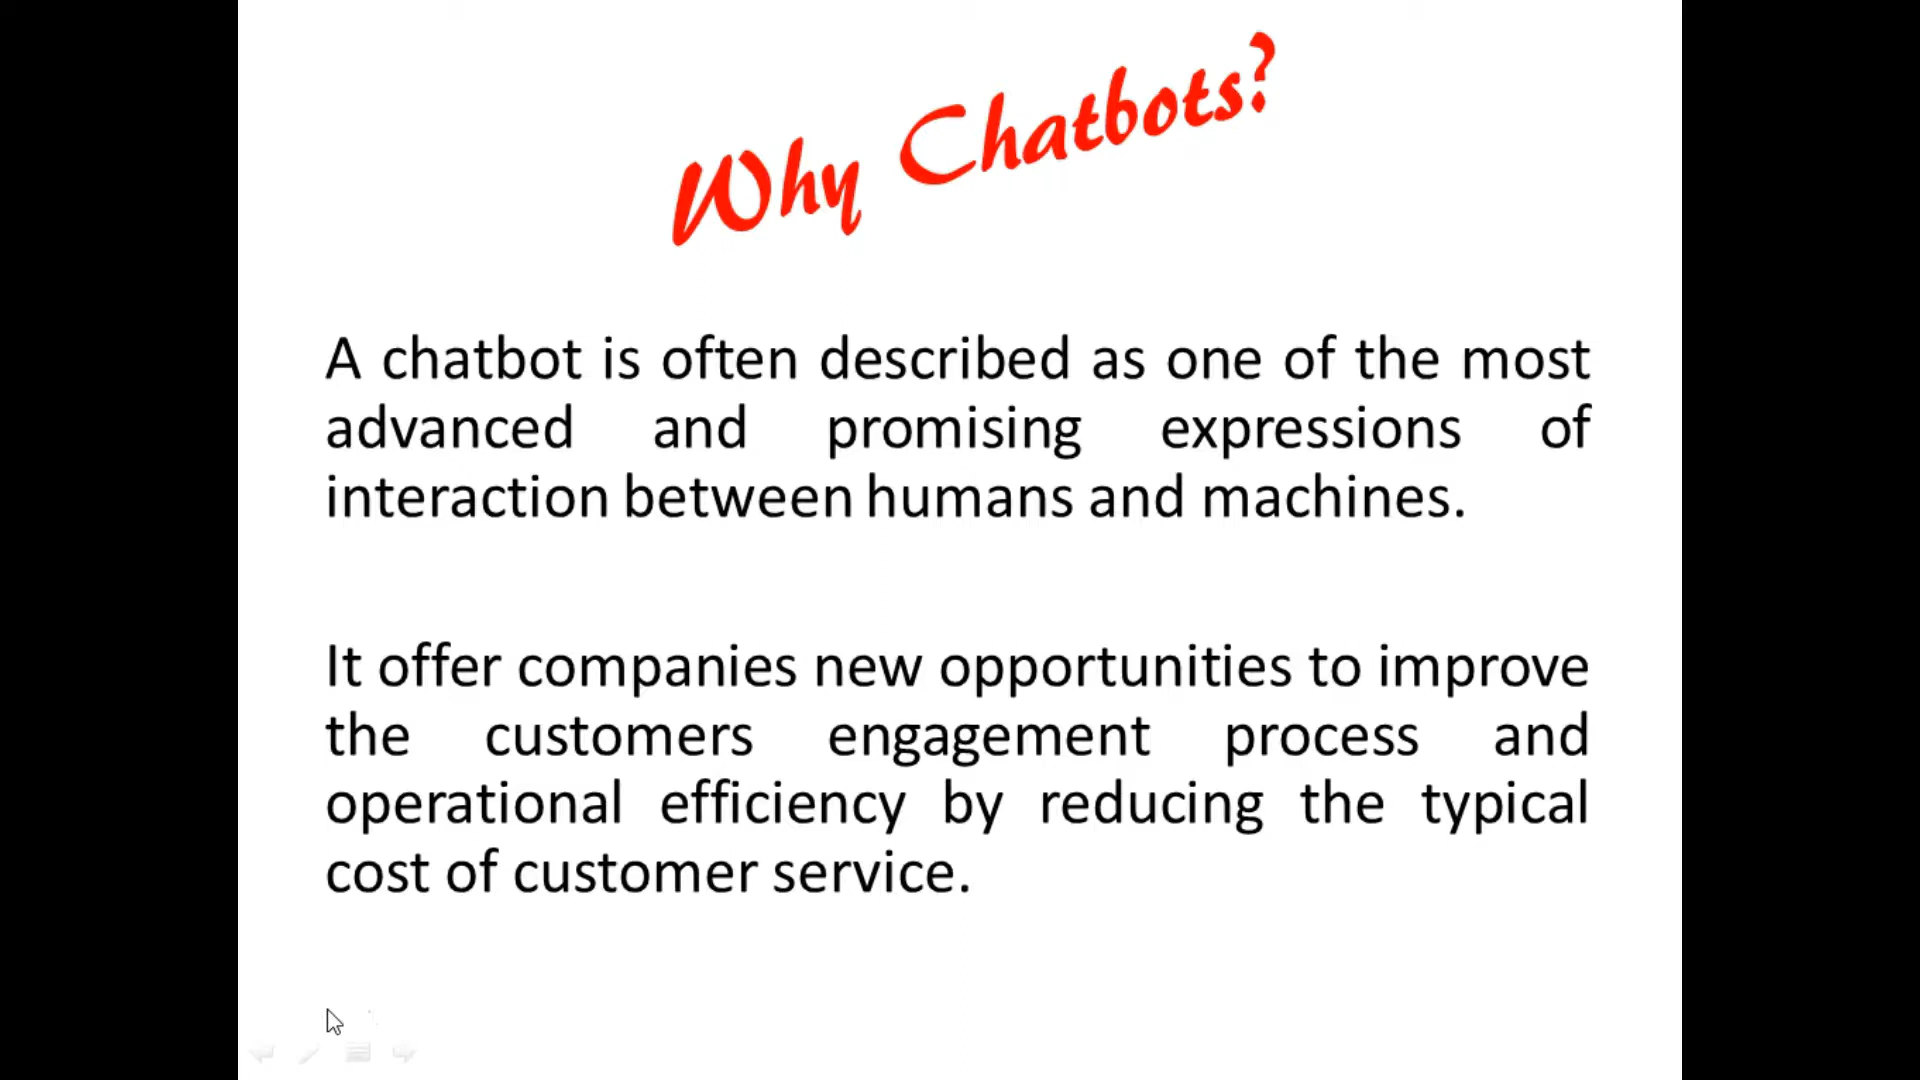 Why Chatbots?
A chatbot is often described as one of the most
advanced and promising expressions of
interaction between humans and machines.
It offer companies new opportunities to improve
the customers engagement process and
operational efficiency by reducing the typical
cost of customer service.